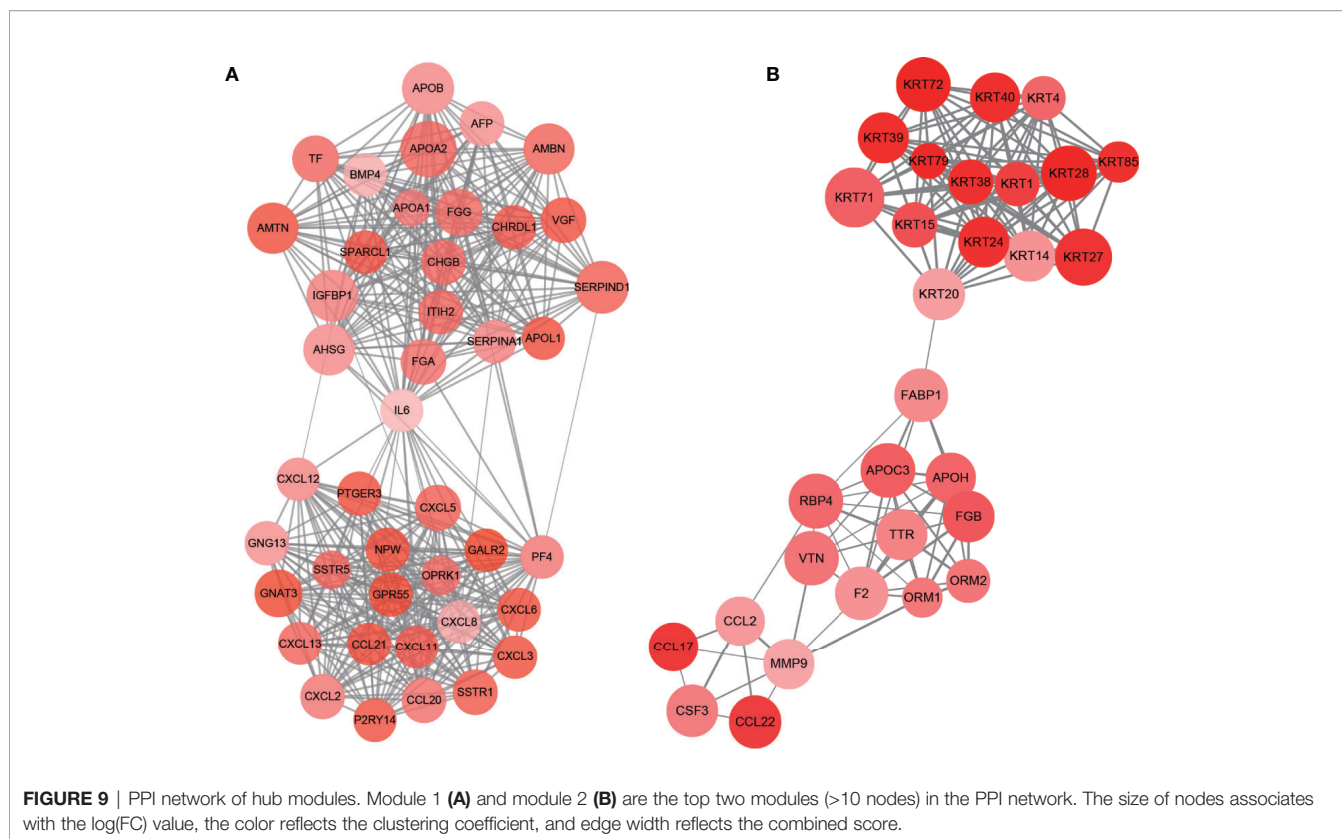 A
B
APOB
AFP
APOA2
AMBN
TF
BMP4
APOA1
FGG
CHRDL1
VGF
AMTN
SPARCL1
CHGB
SERPIND1
IGFBP1
ITIH2
AHSG
SERPINA1
APOL1
FGA
IL6
CXCL12
PTGER3
CXCL5
GNG13
NPW
GALR2
PF4
SSTR5
OPRK1
GNAT3
GPR55
CXCL6
CXCL8
CXCL13
CCL21
CXCL11
CXCL3
CXCL2
CCL20
SSTR1
P2RY14
KRT72
KRT40
KRT4
KRT39
KRT79
KRT85
KRT38
KRT1
KRT28
KRT71
KRT15
KRT24
KRT14
KRT27
KRT20
FABP1
APOC3
APOH
RBP4
FGB
TTR
VTN
ORM2
F2
ORM1
CCL2
CCL17
MMP9
CSF3
CCL22
FIGURE 9 | PPI network of hub modules. Module 1 (A) and module 2 (B) are the top two modules (>10 nodes) in the PPI network. The size of nodes associates
with the log(FC) value, the color reflects the clustering coefficient, and edge width reflects the combined score.